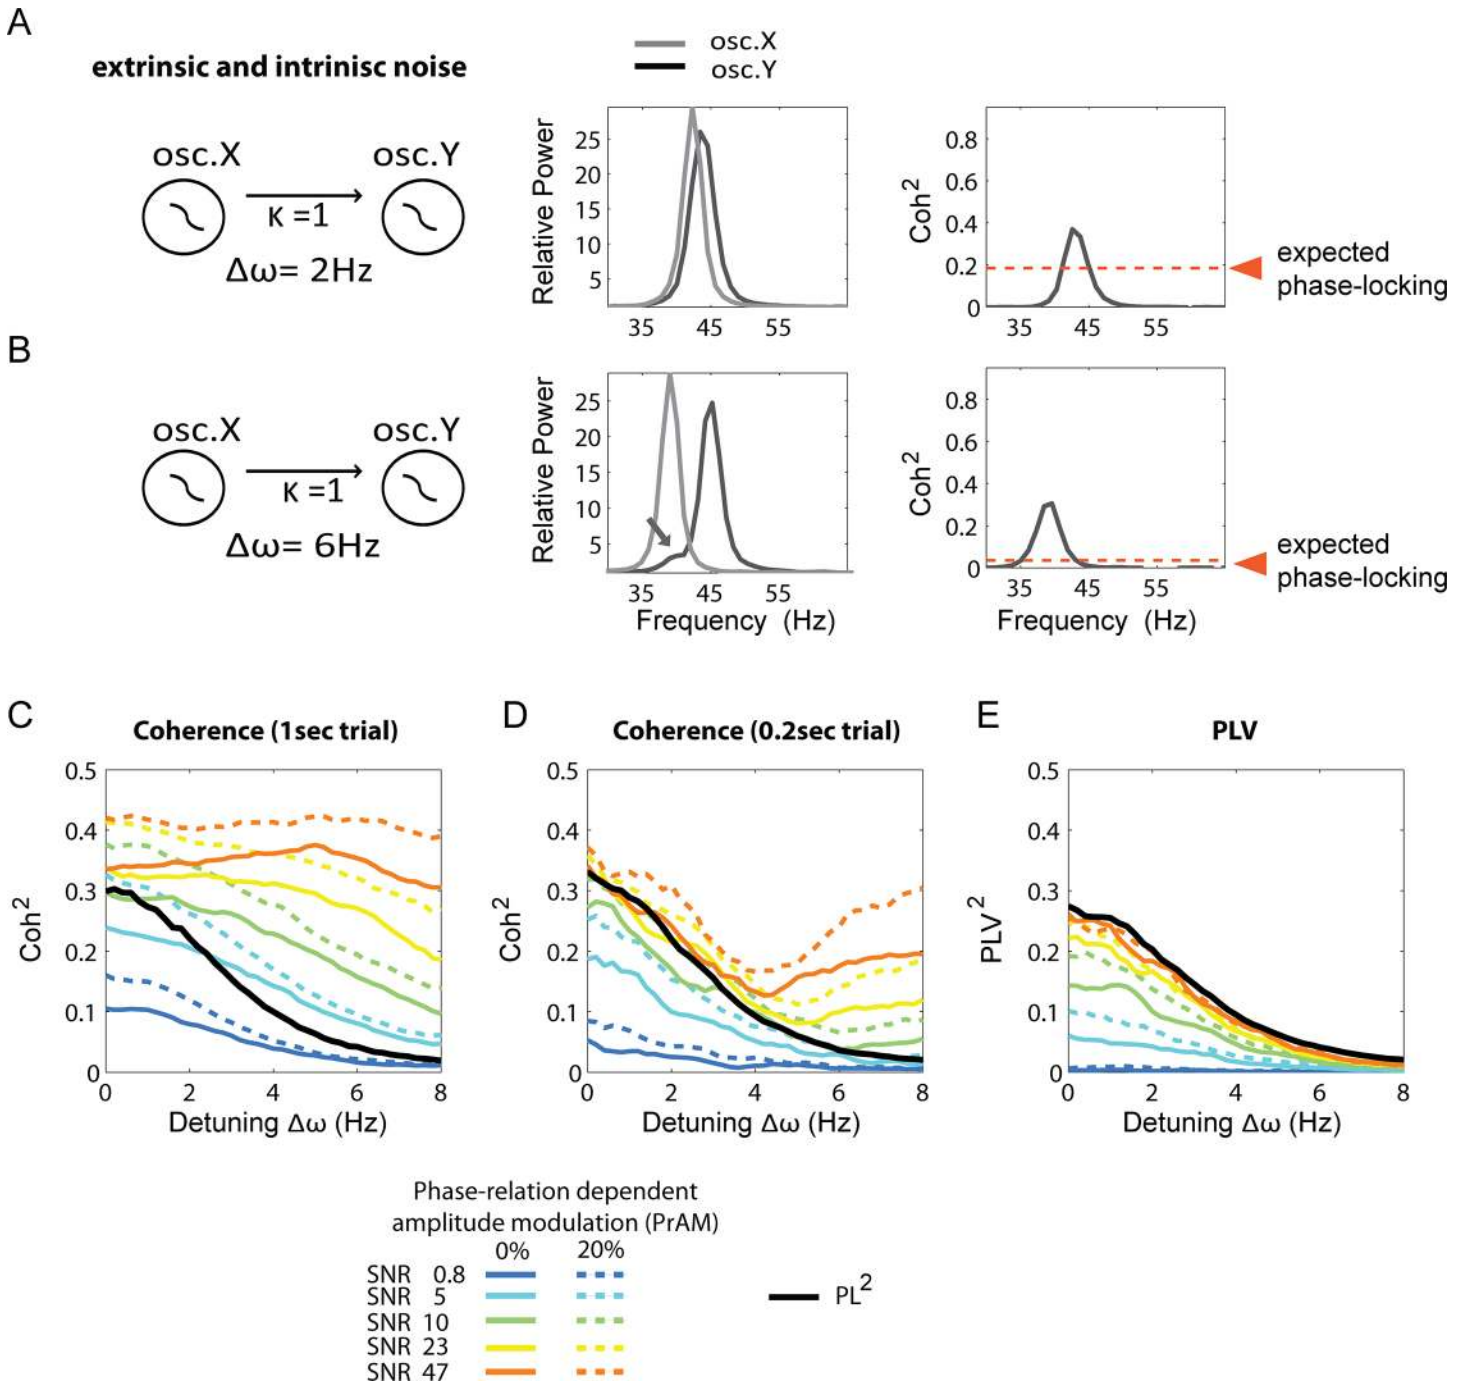 A
extrinsic and intrinisc noise
osc.X
osc.Y
osc.X
osc.Y
κ =1
Δω= 2Hz
Relative Power
25
20
15
10
5
35
45
55
Coh²
0.8
0.6
0.4
0.2
0
35
45
55
expected
phase-locking
B
osc.X
osc.Y
κ =1
Δω= 6Hz
Relative Power
25
20
15
10
5
35
45
55
Frequency (Hz)
Coh²
0.8
0.6
0.4
0.2
0
35
45
55
Frequency (Hz)
expected
phase-locking
C
Coherence (1sec trial)
Coh²
0.5
0.4
0.3
0.2
0.1
0
0 2 4 6 8
Detuning Δω (Hz)
D
Coherence (0.2sec trial)
Coh²
0.5
0.4
0.3
0.2
0.1
0
0 2 4 6 8
Detuning Δω (Hz)
E
PLV
PLV²
0.5
0.4
0.3
0.2
0.1
0
0 2 4 6 8
Detuning Δω (Hz)
Phase-relation dependent
amplitude modulation (PrAM)
0% 20%
SNR 0.8
SNR 5
SNR 10
SNR 23
SNR 47
PL²